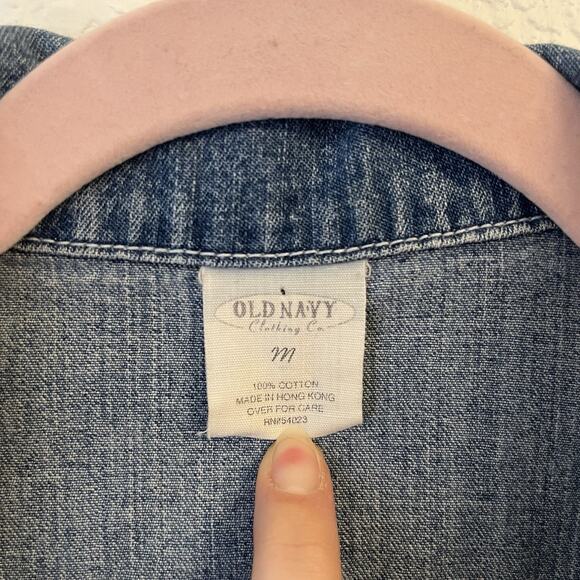 OLD NAVY
Clothing Co.
M
100% COTTON
MADE IN HONG KONG
OVER FOR CARE
RN#54023